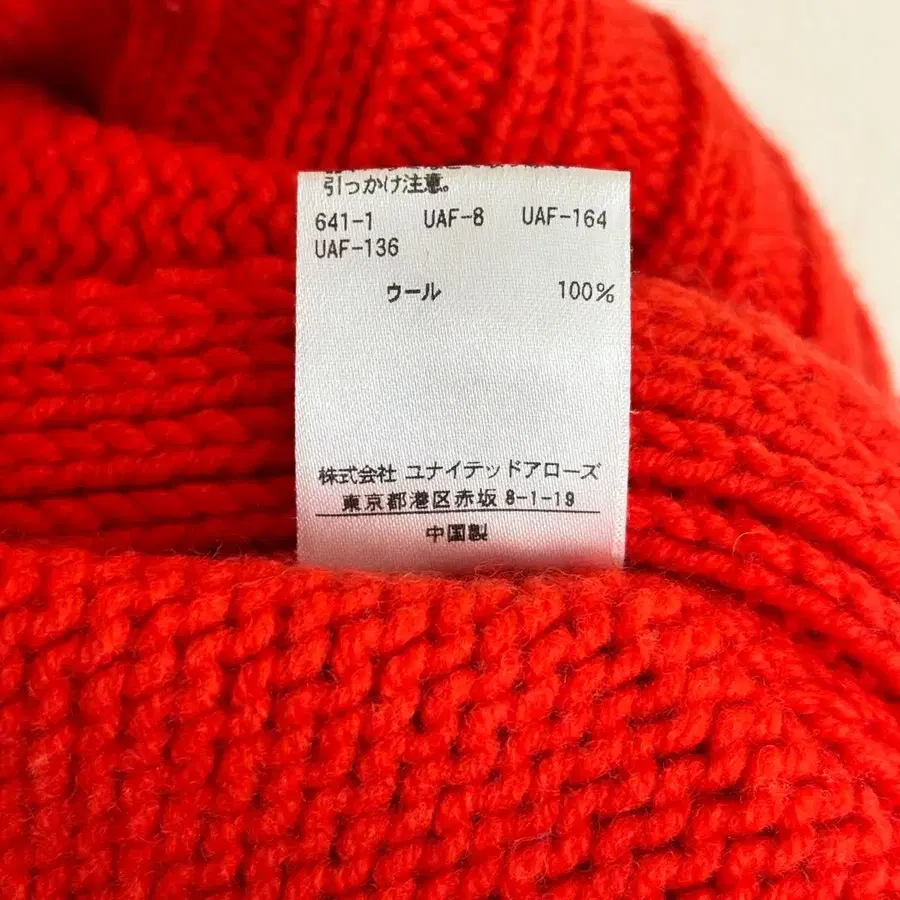 引っかけ注意。
641-1 UAF-8 UAF-164
UAF-136
ウール 100%
株式会社 ユナイテッドアローズ
東京都港区赤坂 8-1-19
中国製